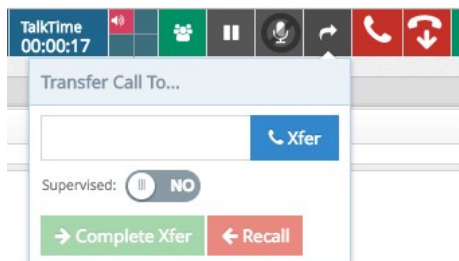 TalkTime
00:00:17
Transfer Call To...
Xfer
Supervised: NO
Complete Xfer Recall